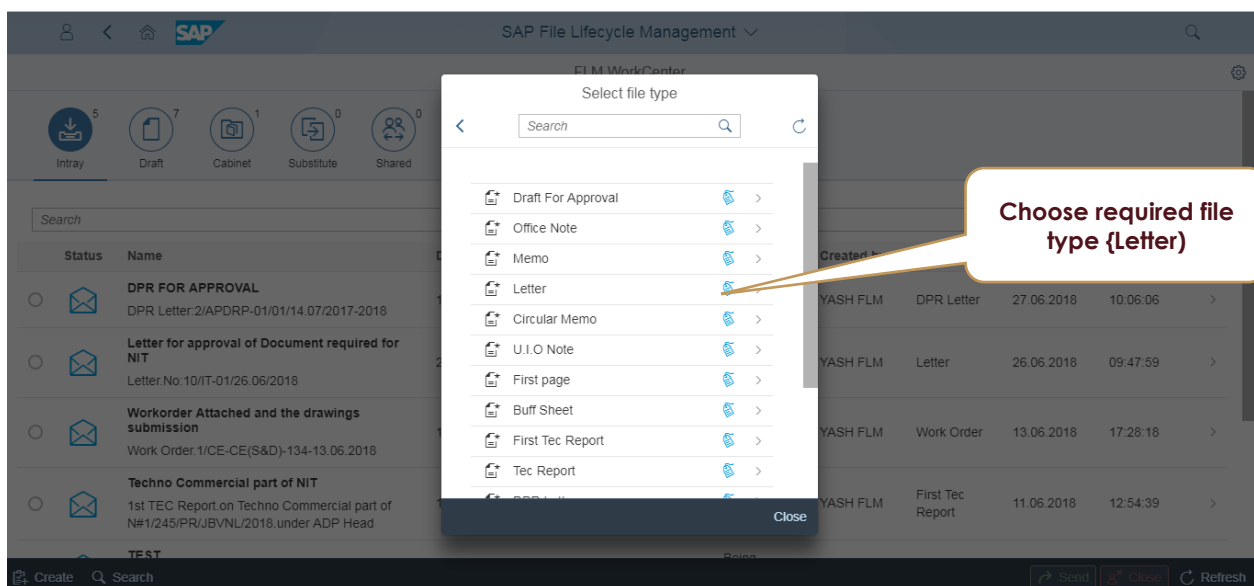 SAP
SAP File Lifecycle Management
FLM WorkCenter
Select file type
Search
5
7
1
0
0
Intray
Draft
Cabinet
Substitute
Shared
Search
Status
Name
Created
Draft For Approval
Office Note
Memo
Letter
Circular Memo
U.I.O Note
First page
Buff Sheet
First Tec Report
Tec Report
Close
Choose required file
type {Letter)
DPR FOR APPROVAL
DPR Letter:2/APDRP-01/01/14.07/2017-2018
YASH FLM
DPR Letter
27.06.2018
10:06:06
Letter for approval of Document required for
NIT
Letter.No:10/IT-01/26.06/2018
YASH FLM
Letter
26.06.2018
09:47:59
Workorder Attached and the drawings
submission
Work Order.1/CE-CE(S&D)-134-13.06.2018
YASH FLM
Work Order
13.06.2018
17:28:18
Techno Commercial part of NIT
1st TEC Report.on Techno Commercial part of
N#1/245/PR/JBVNL/2018.under ADP Head
YASH FLM
First Tec
Report
11.06.2018
12:54:39
TEST
Being
Create
Search
Send
Close
Refresh